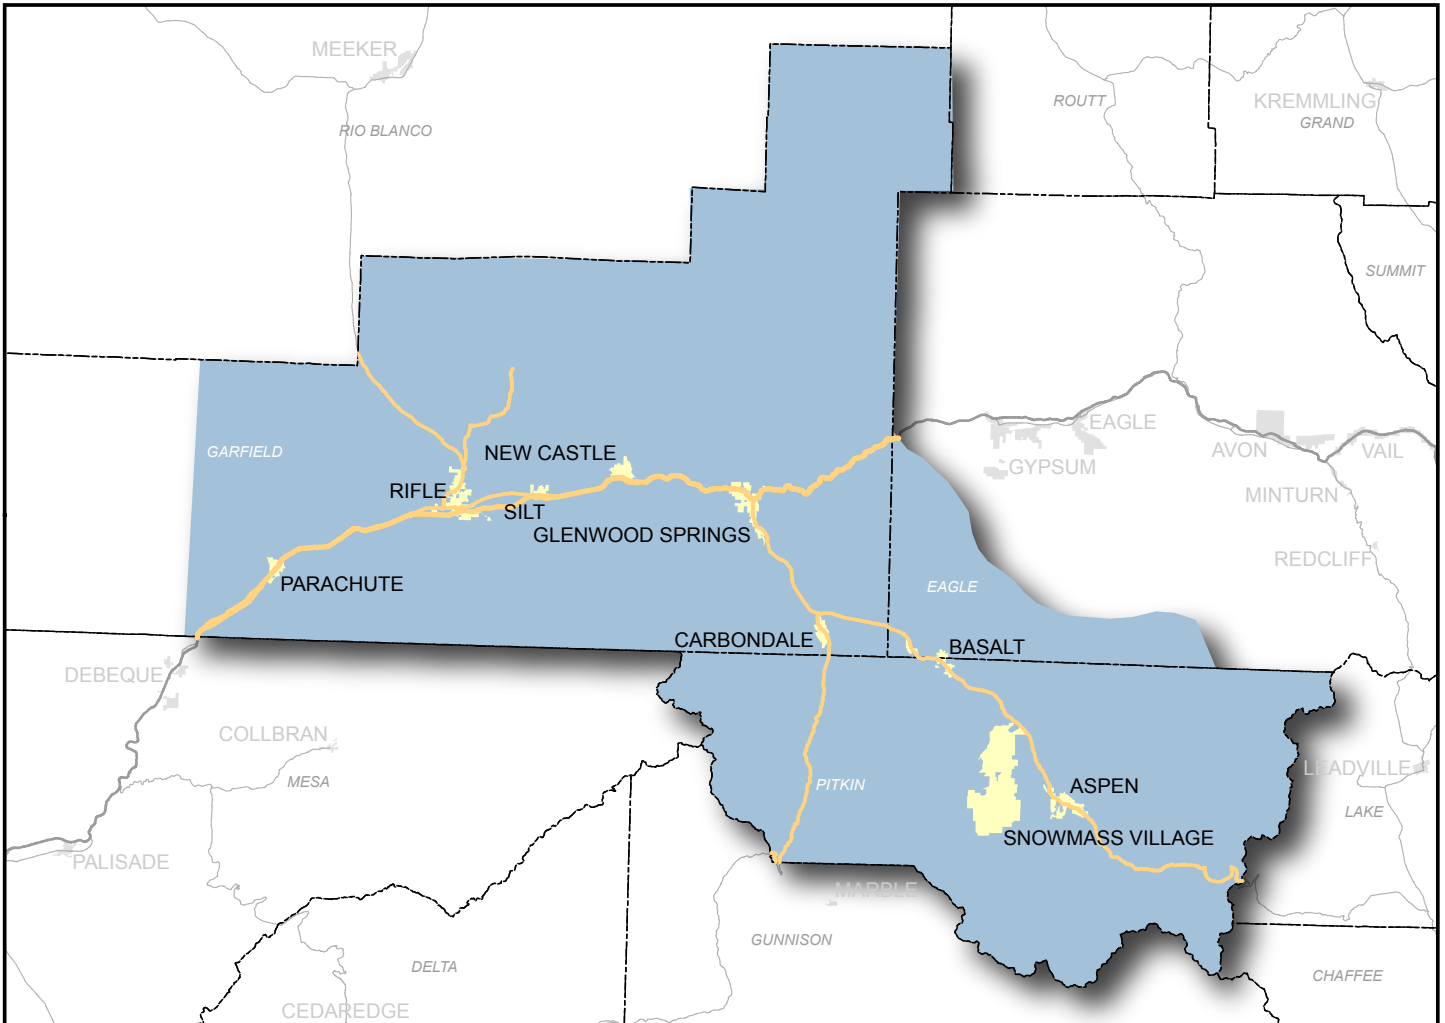 MEEKER
RIO BLANCO
ROUTT
KREMMLING
GRAND
SUMMIT
GARFIELD
NEW CASTLE
RIFLE
SILT
GLENWOOD SPRINGS
PARACHUTE
EAGLE
GYPSUM
AVON
VAIL
MINTURN
REDCLIFF
EAGLE
CARBONDALE
BASALT
DEBEQUE
COLLBRAN
MESA
PITKIN
ASPEN
SNOWMASS VILLAGE
LEADVILLE
LAKE
PALISADE
MARBLE
GUNNISON
DELTA
CHAFFEE
CEDAREDGE